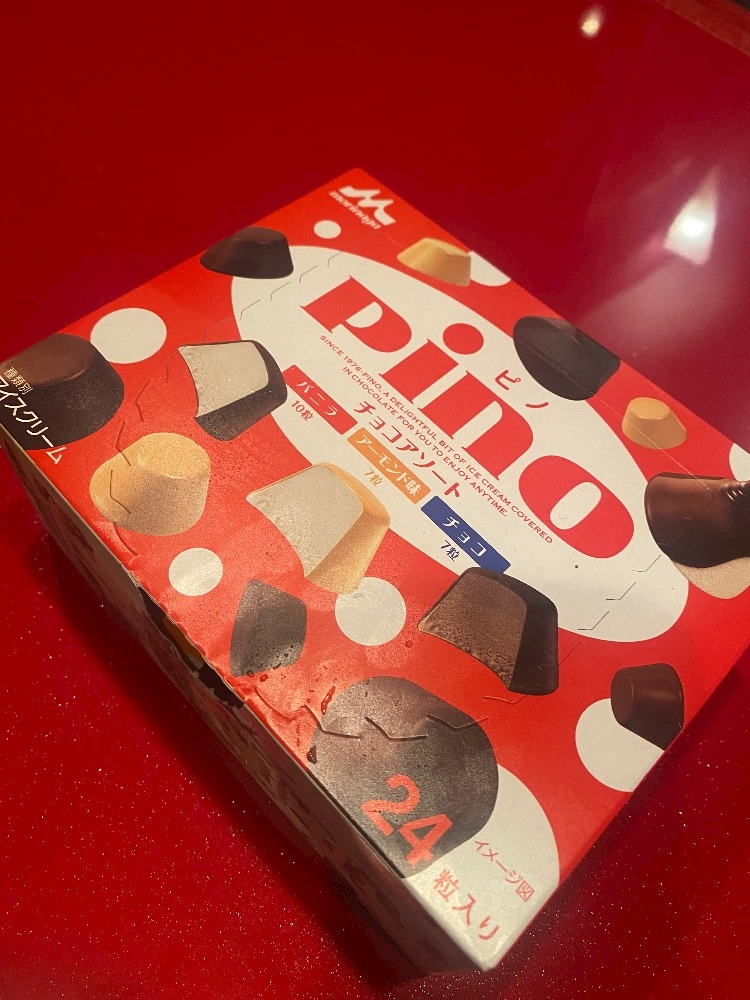 morinaga
pino
ピノ
SINCE 1976-PINO, A DELIGHTFUL BIT OF ICE CREAM COVERED
IN CHOCOLATE FOR YOU TO ENJOY ANYTIME.
チョコアソート
バニラ
10粒
アーモンド味
7粒
チョコ
7粒
種類別
アイスクリーム
24
粒入り
イメージ図